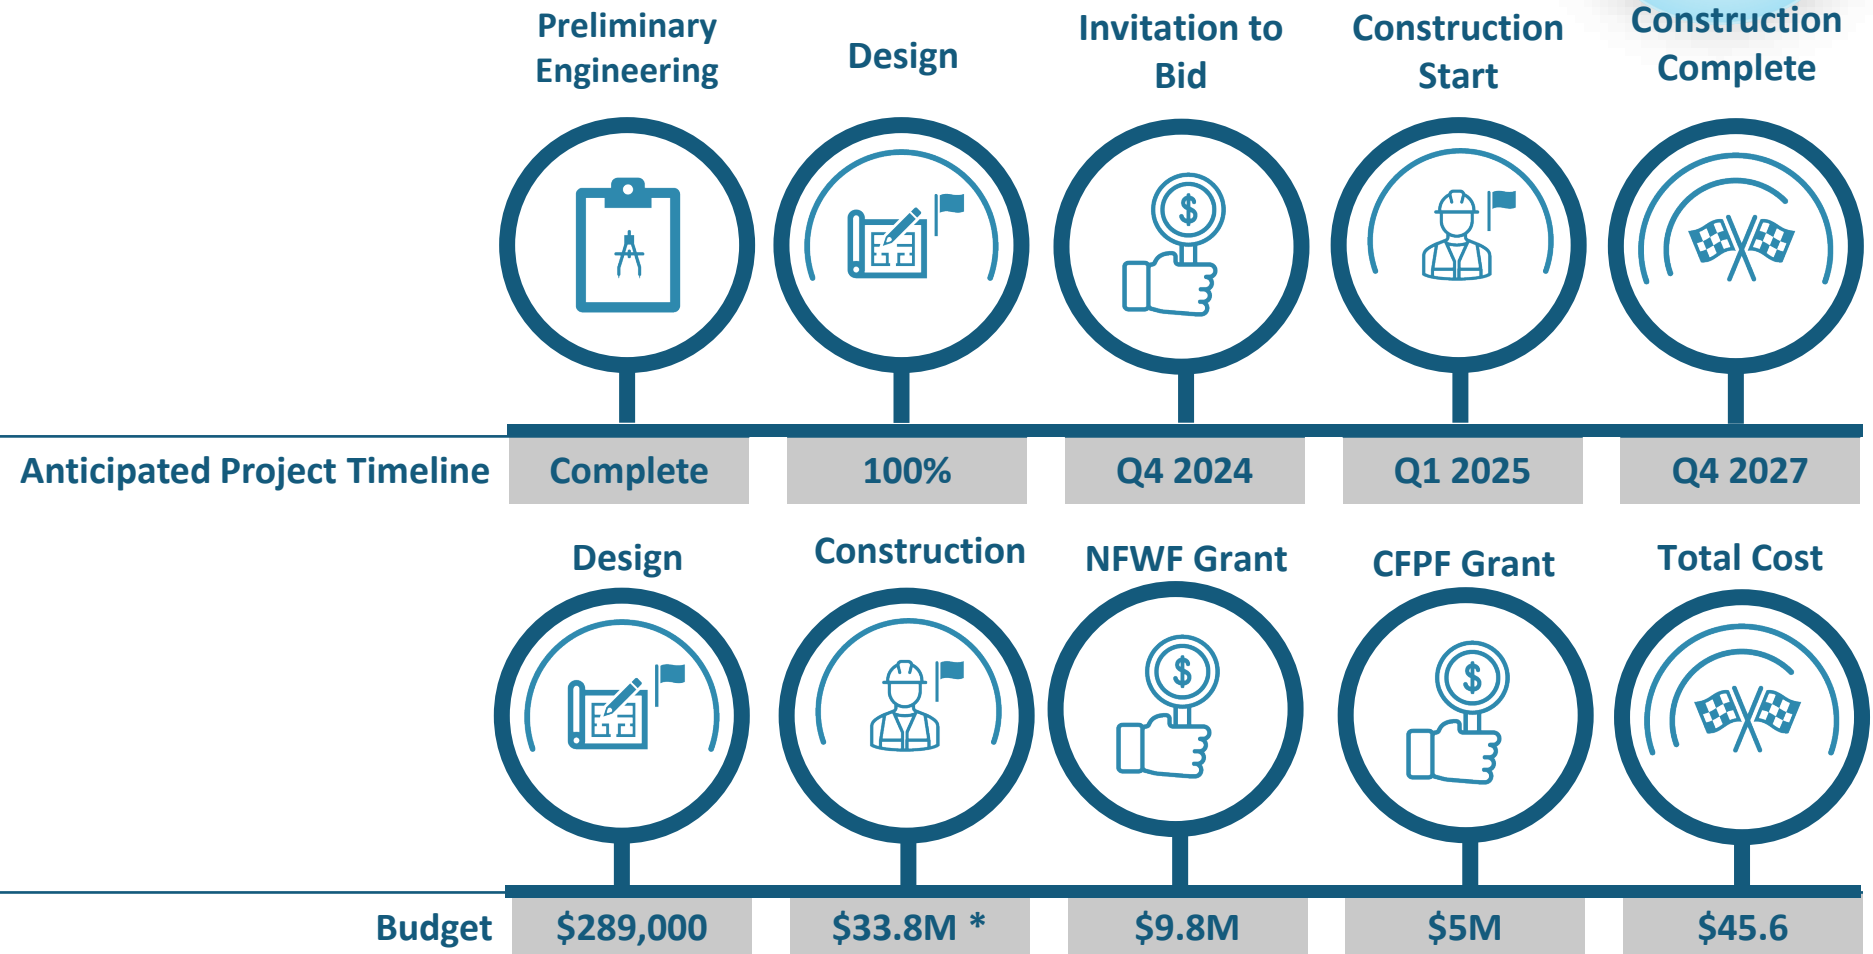 Preliminary
Engineering
Design
Invitation to
Bid
Construction
Start
Construction
Complete
$
Anticipated Project Timeline
Complete
100%
Q4 2024
Q1 2025
Q4 2027
Design
Construction
NFWF Grant
CFPF Grant
Total Cost
$
$
Budget
$289,000
$33.8M *
$9.8M
$5M
$45.6